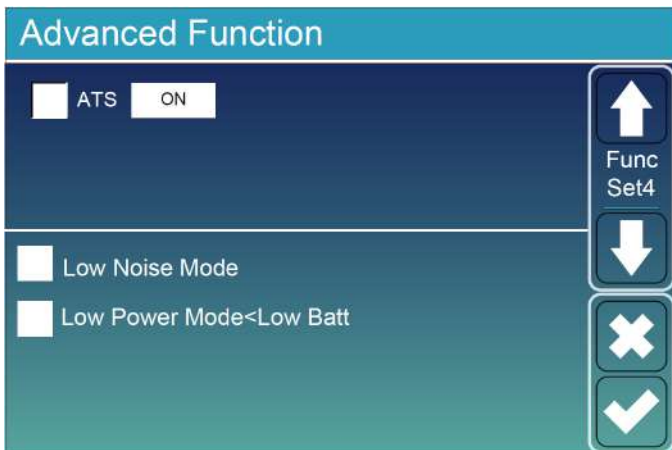 Advanced Function
ATS ON
Func
Set4
Low Noise Mode
Low Power Mode<Low Batt